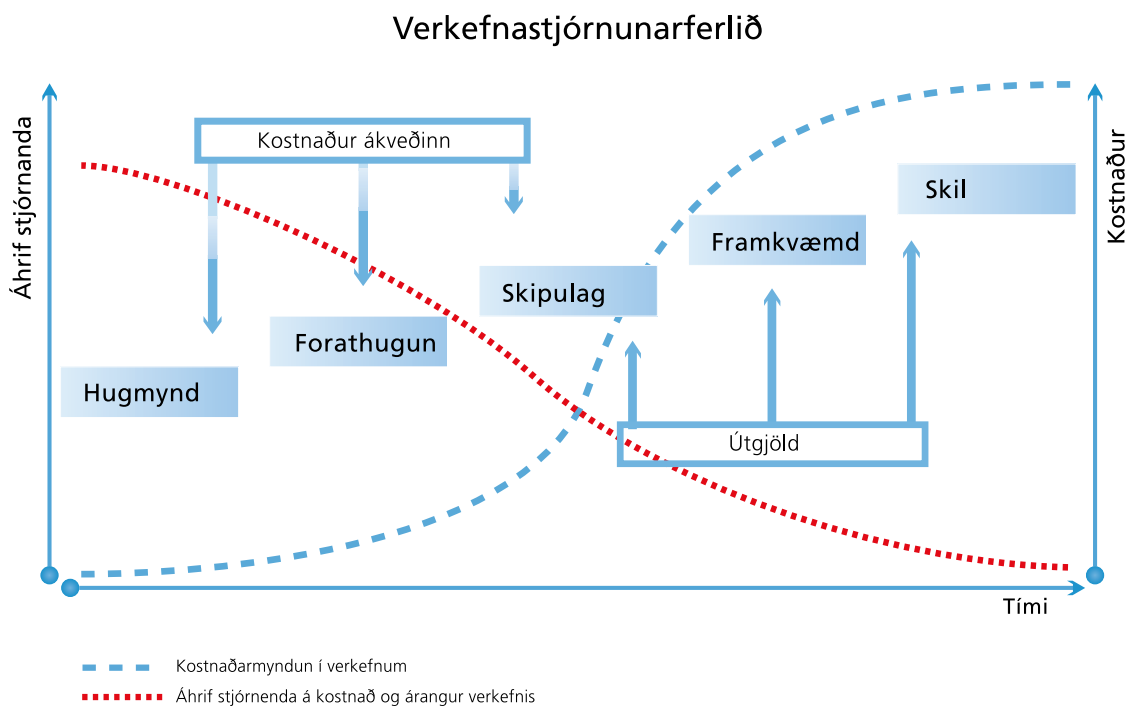 Verkefnastjórnunarferlið
Áhrif stjórnanda
Kostnaður
Kostnaður ákveðinn
Skil
Framkvæmd
Skipulag
Forathugun
Hugmynd
Útgjöld
Tími
Kostnaðarmyndun í verkefnum
Áhrif stjórnenda á kostnað og árangur verkefnis